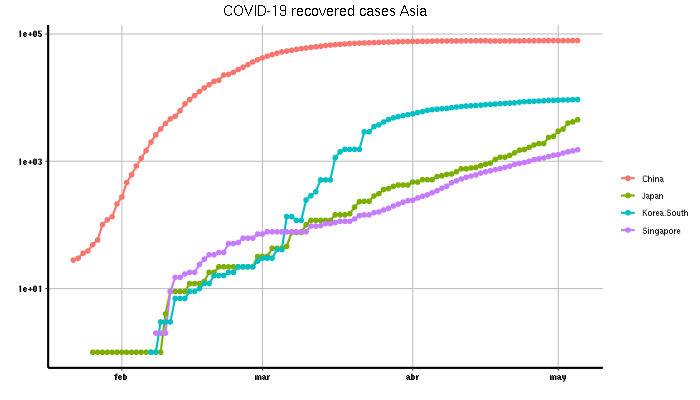 COVID-19 recovered cases Asia
1e+05
1e+03
1e+01
feb
mar
abr
may
China
Japan
Korea.South
Singapore